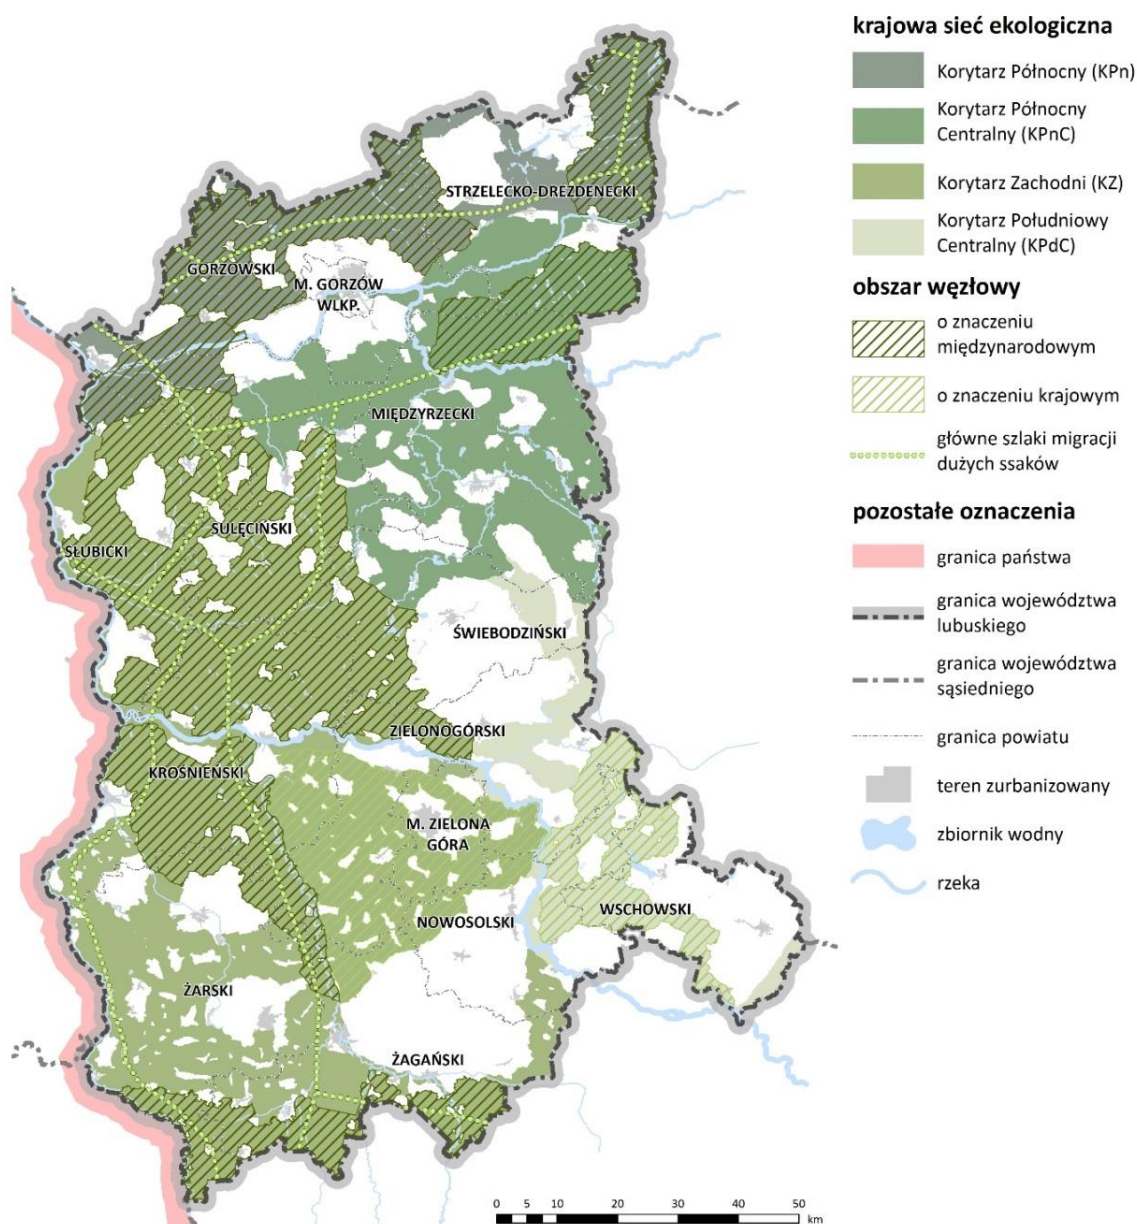 krajowa sieć ekologiczna
Korytarz Północny (KPn)
Korytarz Północny
Centralny (KPnC)
Korytarz Zachodni (KZ)
Korytarz Południowy
Centralny (KPdC)
obszar węzłowy
o znaczeniu
międzynarodowym
o znaczeniu krajowym
główne szlaki migracji
dużych ssaków
pozostałe oznaczenia
granica państwa
granica województwa
lubuskiego
granica województwa
sąsiedniego
granica powiatu
teren zurbanizowany
zbiornik wodny
rzeka
STRZELECKO-DREZDENECKI
GORZOWSKI
M. GORZÓW
WLKP.
MIĘDZYRZECKI
SULĘCIŃSKI
SŁUBICKI
ŚWIEBODZIŃSKI
ZIELONOGÓRSKI
KROŚNIEŃSKI
M. ZIELONA
GÓRA
NOWOSOLSKI
WSCHOWSKI
ŻARSKI
ŻAGAŃSKI
0 5 10 20 30 40 50
km